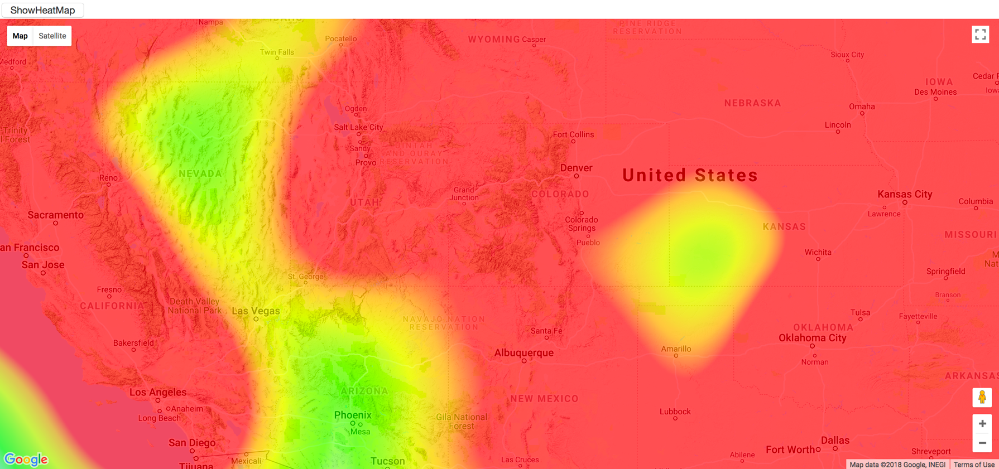 ShowHeatMap
Map Satellite
Nampa
IDAHO
Pocatello
Twin Falls
WYOMING
Casper
PINE RIDGE
RESERVATION
Medford
Sioux City
IOWA
Cedar
Des Moines
Iowa
NEBRASKA
Omaha
Lincoln
Trinity
l Forest
Ogden
Salt Lake City
Sandy
Provo
UINTAH
AND OURAY
RESERVATION
Fort Collins
Denver
United States
NEVADA
Reno
UTAH
Grand
Junction
COLORADO
Kansas City
Lawrence
Columbia
Sacramento
Colorado
Springs
Pueblo
KANSAS
MISSOURI
an Francisco
San Jose
Wichita
M
Nat
Springfield
St. George
Fresno
CALIFORNIA
Death Valley
National Park
Las Vegas
Branson
NAVAJO NATION
RESERVATION
Santa Fe
Tulsa
Fayetteville
OKLAHOMA
Oklahoma City
Bakersfield
Albuquerque
Amarillo
Norman
ARKANSAS
Los Angeles
Anaheim
Long Beach
ARIZONA
NEW MEXICO
Phoenix
Mesa
Gila National
Forest
Lubbock
San Diego
Tijuana
Mexicali
Tucson
Las Cruces
Dallas
Fort Worth
Abilene
Shreveport
Google
Map data ©2018 Google, INEGI Terms of Use